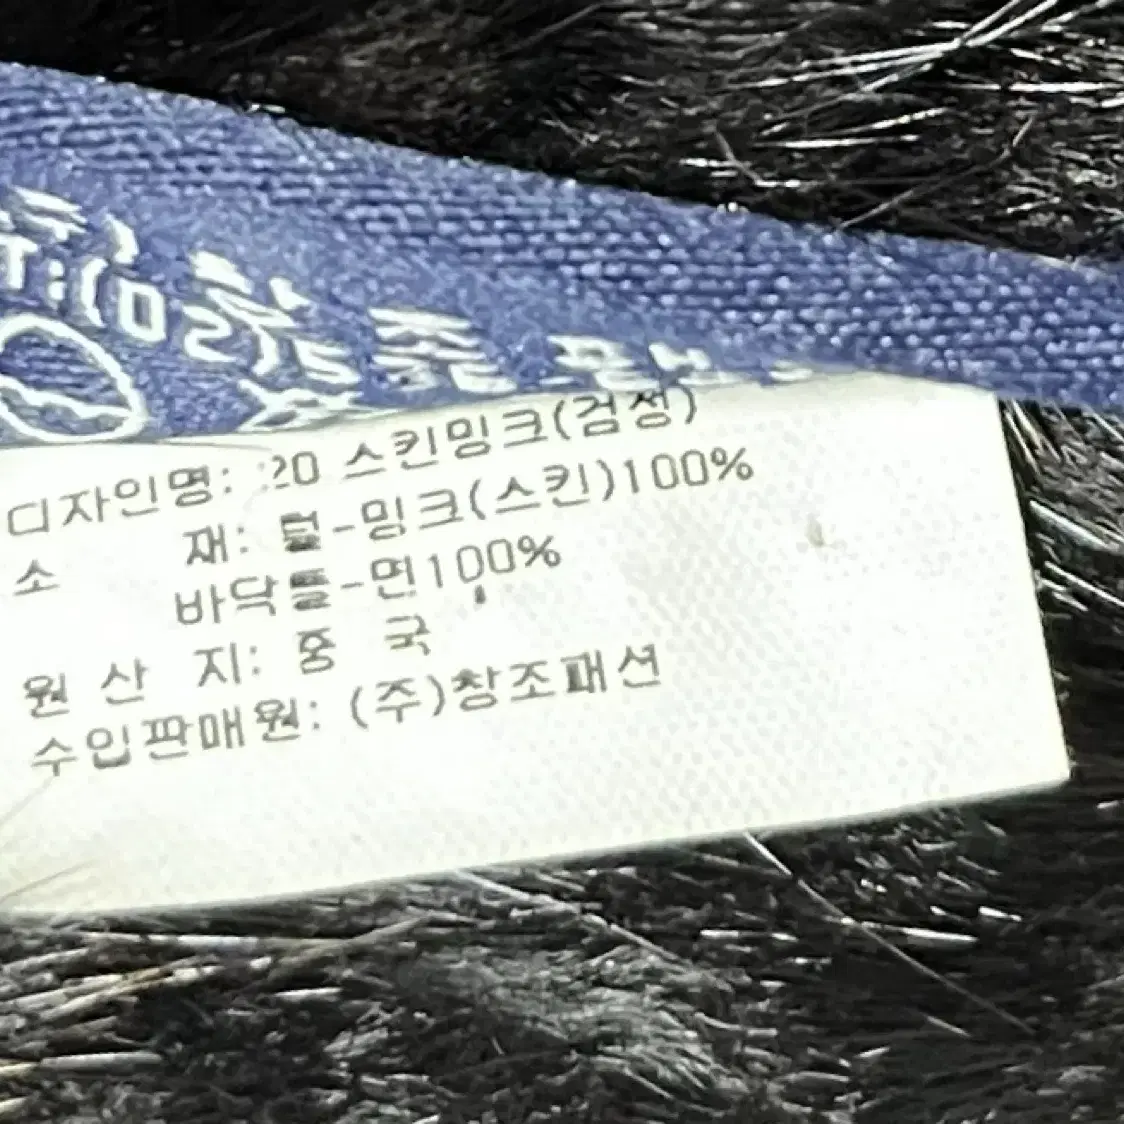 디자인명: 20 스킨밍크(검정)
소 재: 털-밍크(스킨)100%
바닥틀-면100%
원 산 지: 중 국
수입판매원: (주)창조패션